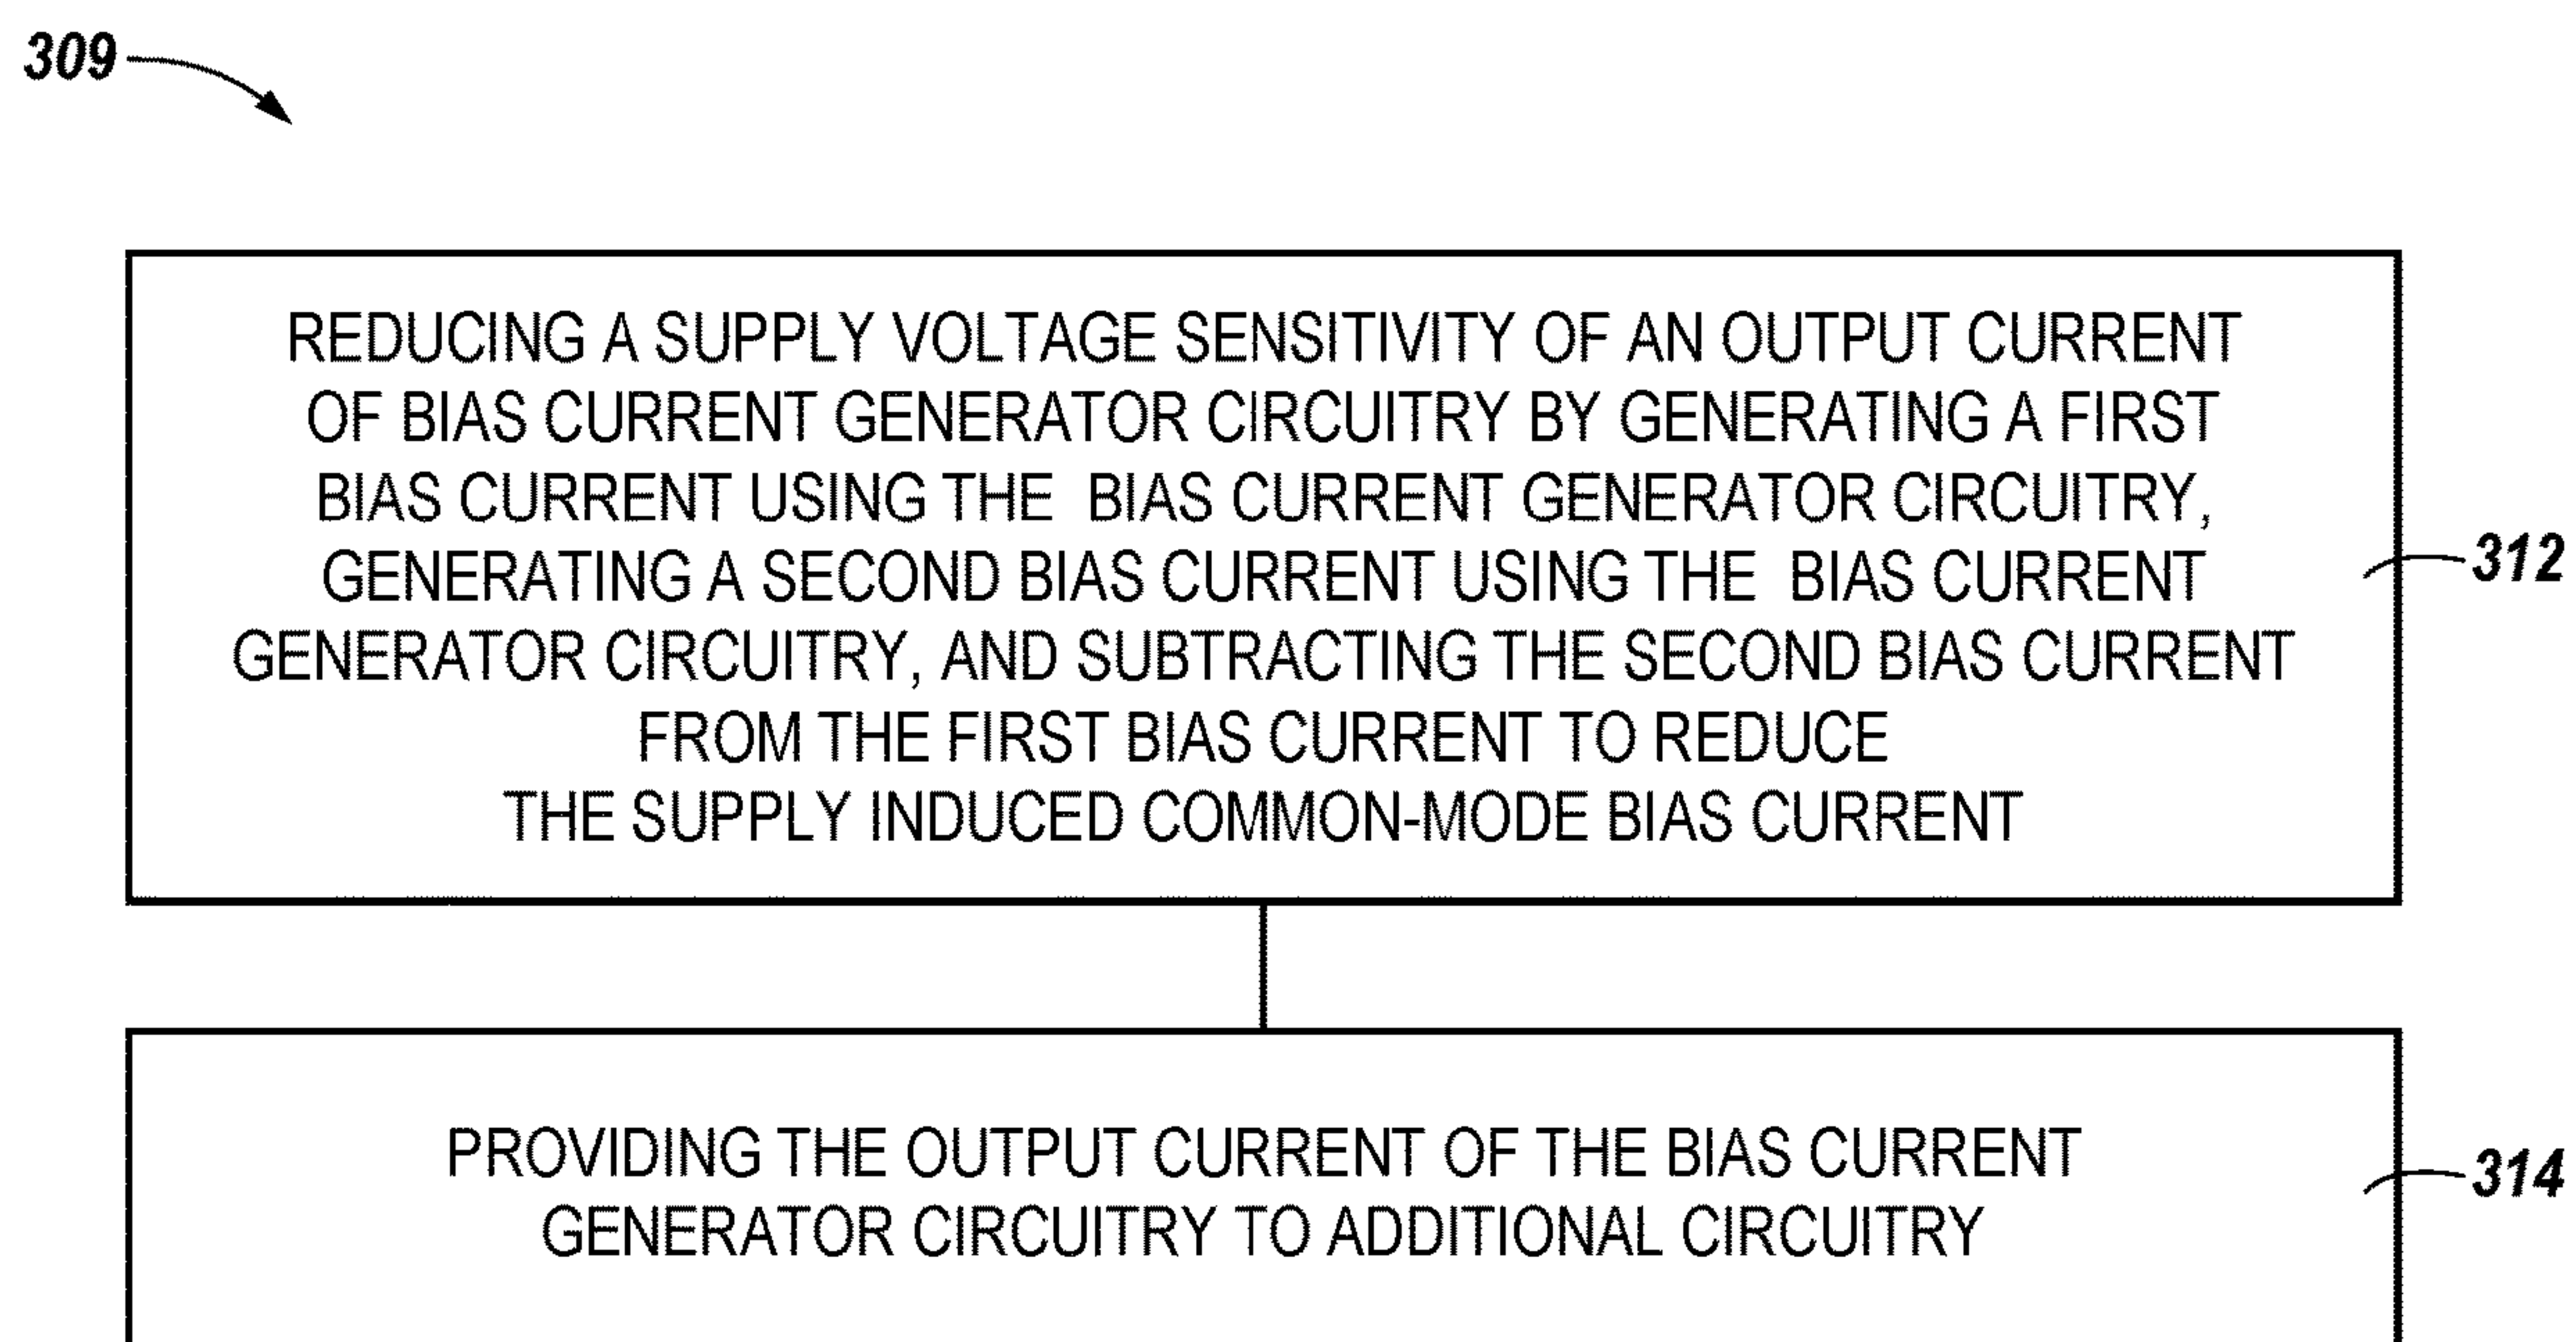 309
REDUCING A SUPPLY VOLTAGE SENSITIVITY OF AN OUTPUT CURRENT
OF BIAS CURRENT GENERATOR CIRCUITRY BY GENERATING A FIRST
BIAS CURRENT USING THE BIAS CURRENT GENERATOR CIRCUITRY,
GENERATING A SECOND BIAS CURRENT USING THE BIAS CURRENT
GENERATOR CIRCUITRY, AND SUBTRACTING THE SECOND BIAS CURRENT
FROM THE FIRST BIAS CURRENT TO REDUCE
THE SUPPLY INDUCED COMMON-MODE BIAS CURRENT
312
PROVIDING THE OUTPUT CURRENT OF THE BIAS CURRENT
GENERATOR CIRCUITRY TO ADDITIONAL CIRCUITRY
314